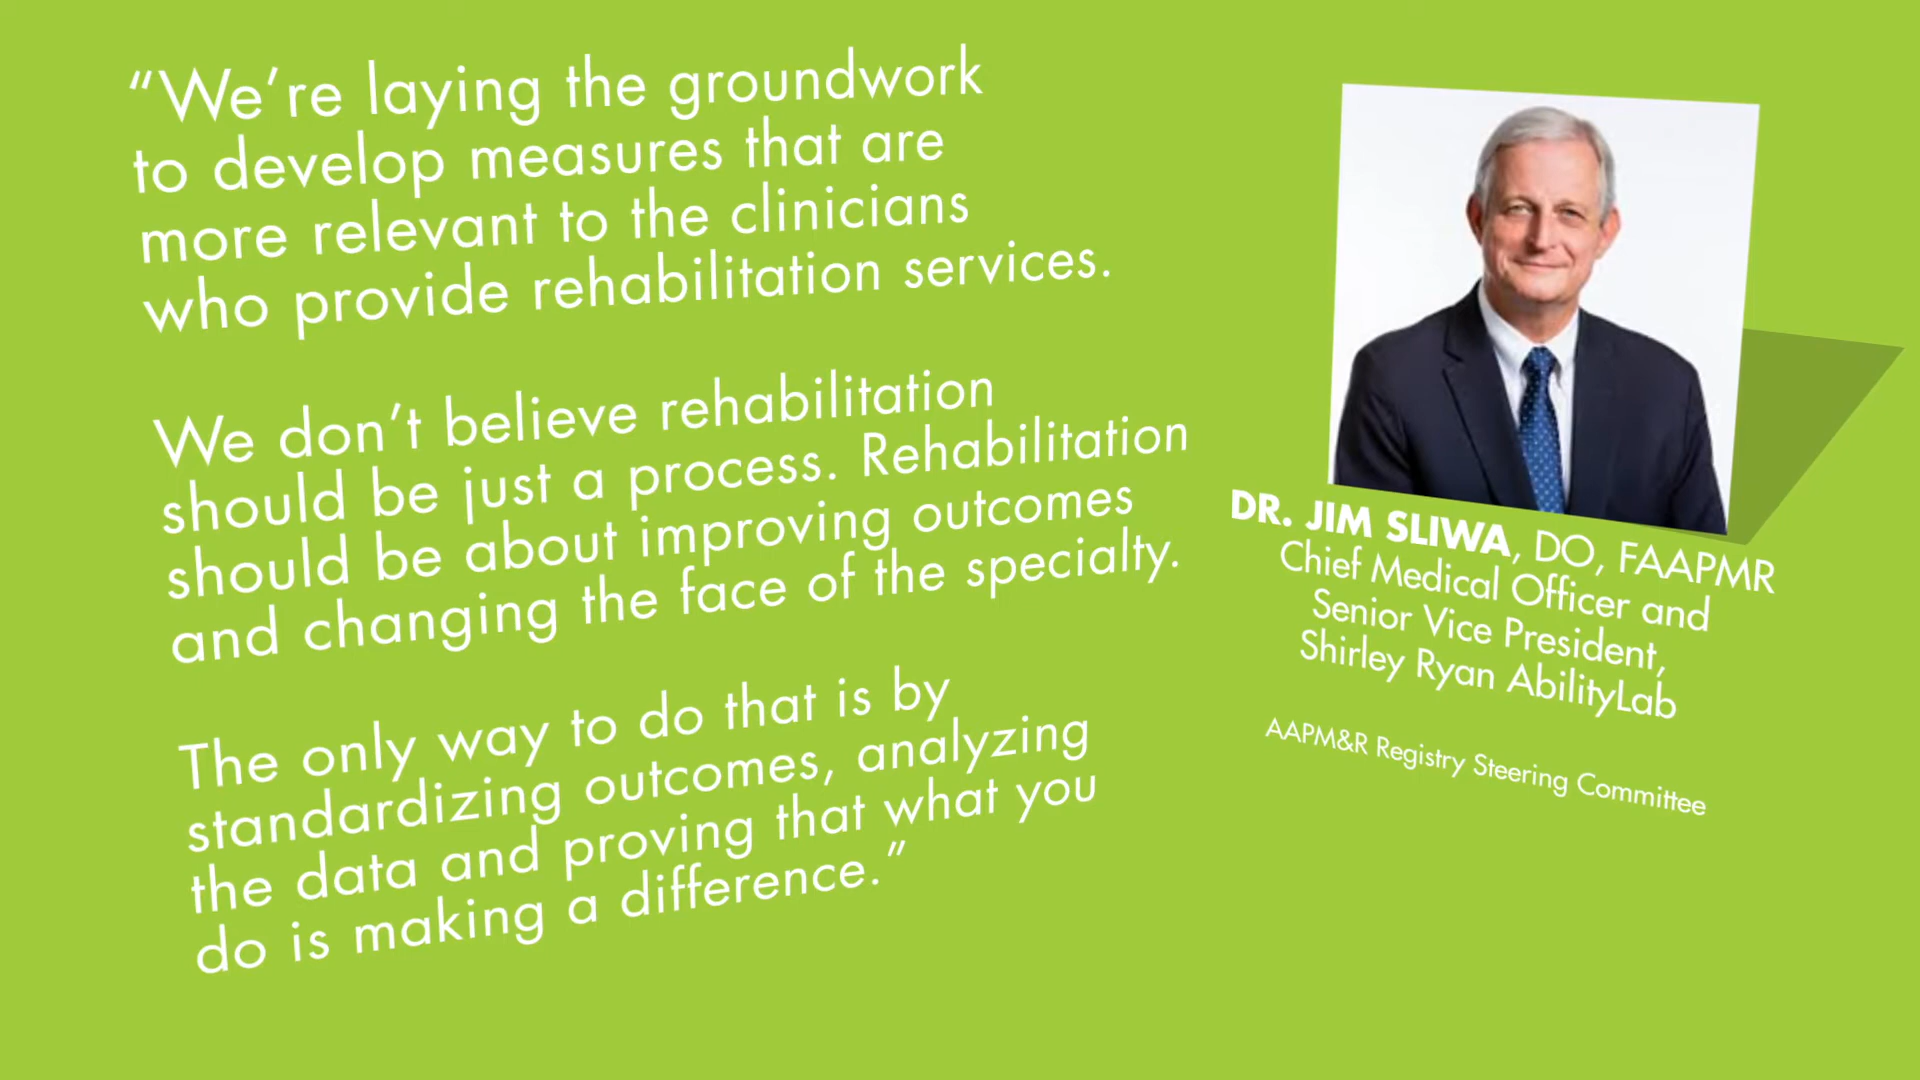 “We’re laying the groundwork
to develop measures that are
more relevant to the clinicians
who provide rehabilitation services.
We don’t believe rehabilitation
should be just a process. Rehabilitation
should be about improving outcomes
and changing the face of the specialty.
The only way to do that is by
standardizing outcomes, analyzing
the data and proving that what you
do is making a difference.”
DR. JIM SLIWA, DO, FAAPMR
Chief Medical Officer and
Senior Vice President,
Shirley Ryan AbilityLab
AAPM&R Registry Steering Committee